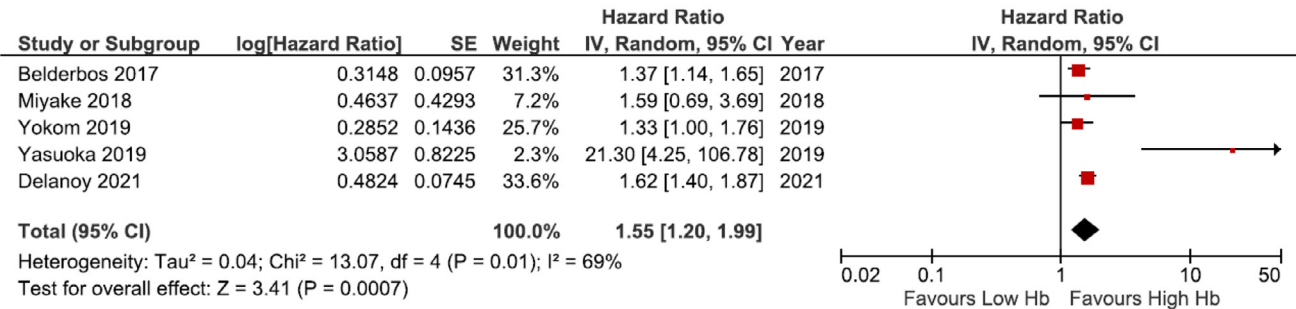 Hazard Ratio Hazard Ratio
Study or Subgroup log[Hazard Ratio] SE Weight IV, Random, 95% CI Year IV, Random, 95% CI
Belderbos 2017 0.3148 0.0957 31.3% 1.37 [1.14, 1.65] 2017
Miyake 2018 0.4637 0.4293 7.2% 1.59 [0.69, 3.69] 2018
Yokom 2019 0.2852 0.1436 25.7% 1.33 [1.00, 1.76] 2019
Yasuoka 2019 3.0587 0.8225 2.3% 21.30 [4.25, 106.78] 2019
Delanoy 2021 0.4824 0.0745 33.6% 1.62 [1.40, 1.87] 2021
Total (95% CI) 100.0% 1.55 [1.20, 1.99]
Heterogeneity: Tau² = 0.04; Chi² = 13.07, df = 4 (P = 0.01); I² = 69%
Test for overall effect: Z = 3.41 (P = 0.0007)
0.02 0.1 1 10 50
Favours Low Hb Favours High Hb